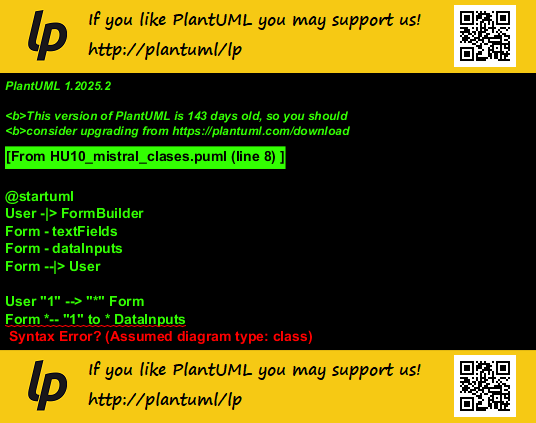 lp If you like PlantUML you may support us!
http://plantuml/lp
PlantUML 1.2025.2
<b>This version of PlantUML is 143 days old, so you should
<b>consider upgrading from https://plantuml.com/download
[From HU10_mistral_clases.puml (line 8) ]
@startuml
User -|> FormBuilder
Form - textFields
Form - dataInputs
Form --|> User
User "1" --> "*" Form
Form *-- "1" to * DataInputs
Syntax Error? (Assumed diagram type: class)
lp If you like PlantUML you may support us!
http://plantuml/lp